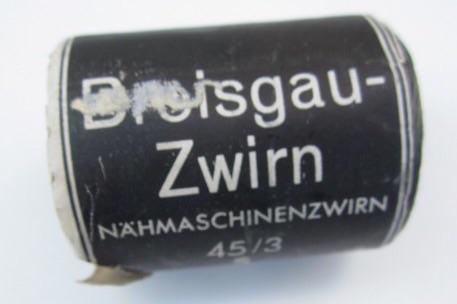 Breisgau-
Zwirn
NÄHMASCHINENZWIRN
45/3